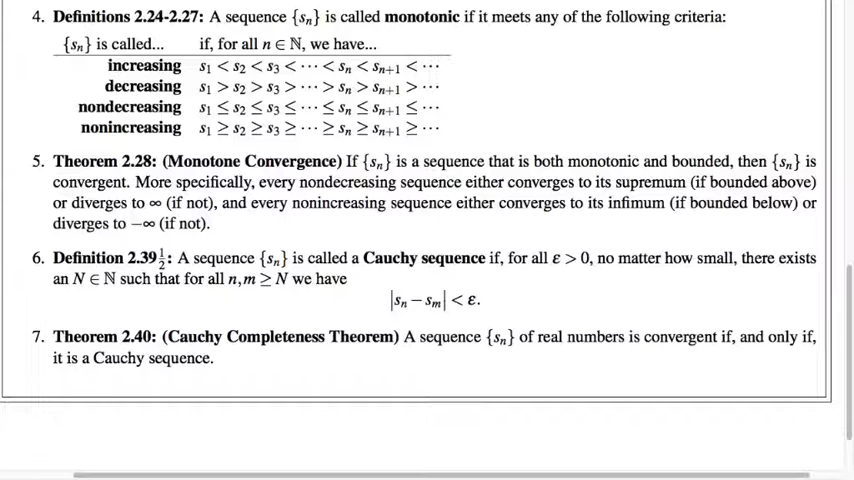 4. Definitions 2.24-2.27: A sequence {sₙ} is called monotonic if it meets any of the following criteria:
{sₙ} is called... if, for all n ∈ ℕ, we have...
increasing s₁ < s₂ < s₃ < ··· < sₙ < sₙ₊₁ < ···
decreasing s₁ > s₂ > s₃ > ··· > sₙ > sₙ₊₁ > ···
nondecreasing s₁ ≤ s₂ ≤ s₃ ≤ ··· ≤ sₙ ≤ sₙ₊₁ ≤ ···
nonincreasing s₁ ≥ s₂ ≥ s₃ ≥ ··· ≥ sₙ ≥ sₙ₊₁ ≥ ···
5. Theorem 2.28: (Monotone Convergence) If {sₙ} is a sequence that is both monotonic and bounded, then {sₙ} is
convergent. More specifically, every nondecreasing sequence either converges to its supremum (if bounded above)
or diverges to ∞ (if not), and every nonincreasing sequence either converges to its infimum (if bounded below) or
diverges to −∞ (if not).
6. Definition 2.39½: A sequence {sₙ} is called a Cauchy sequence if, for all ε > 0, no matter how small, there exists
an N ∈ ℕ such that for all n, m ≥ N we have
|sₙ − sₘ| < ε.
7. Theorem 2.40: (Cauchy Completeness Theorem) A sequence {sₙ} of real numbers is convergent if, and only if,
it is a Cauchy sequence.